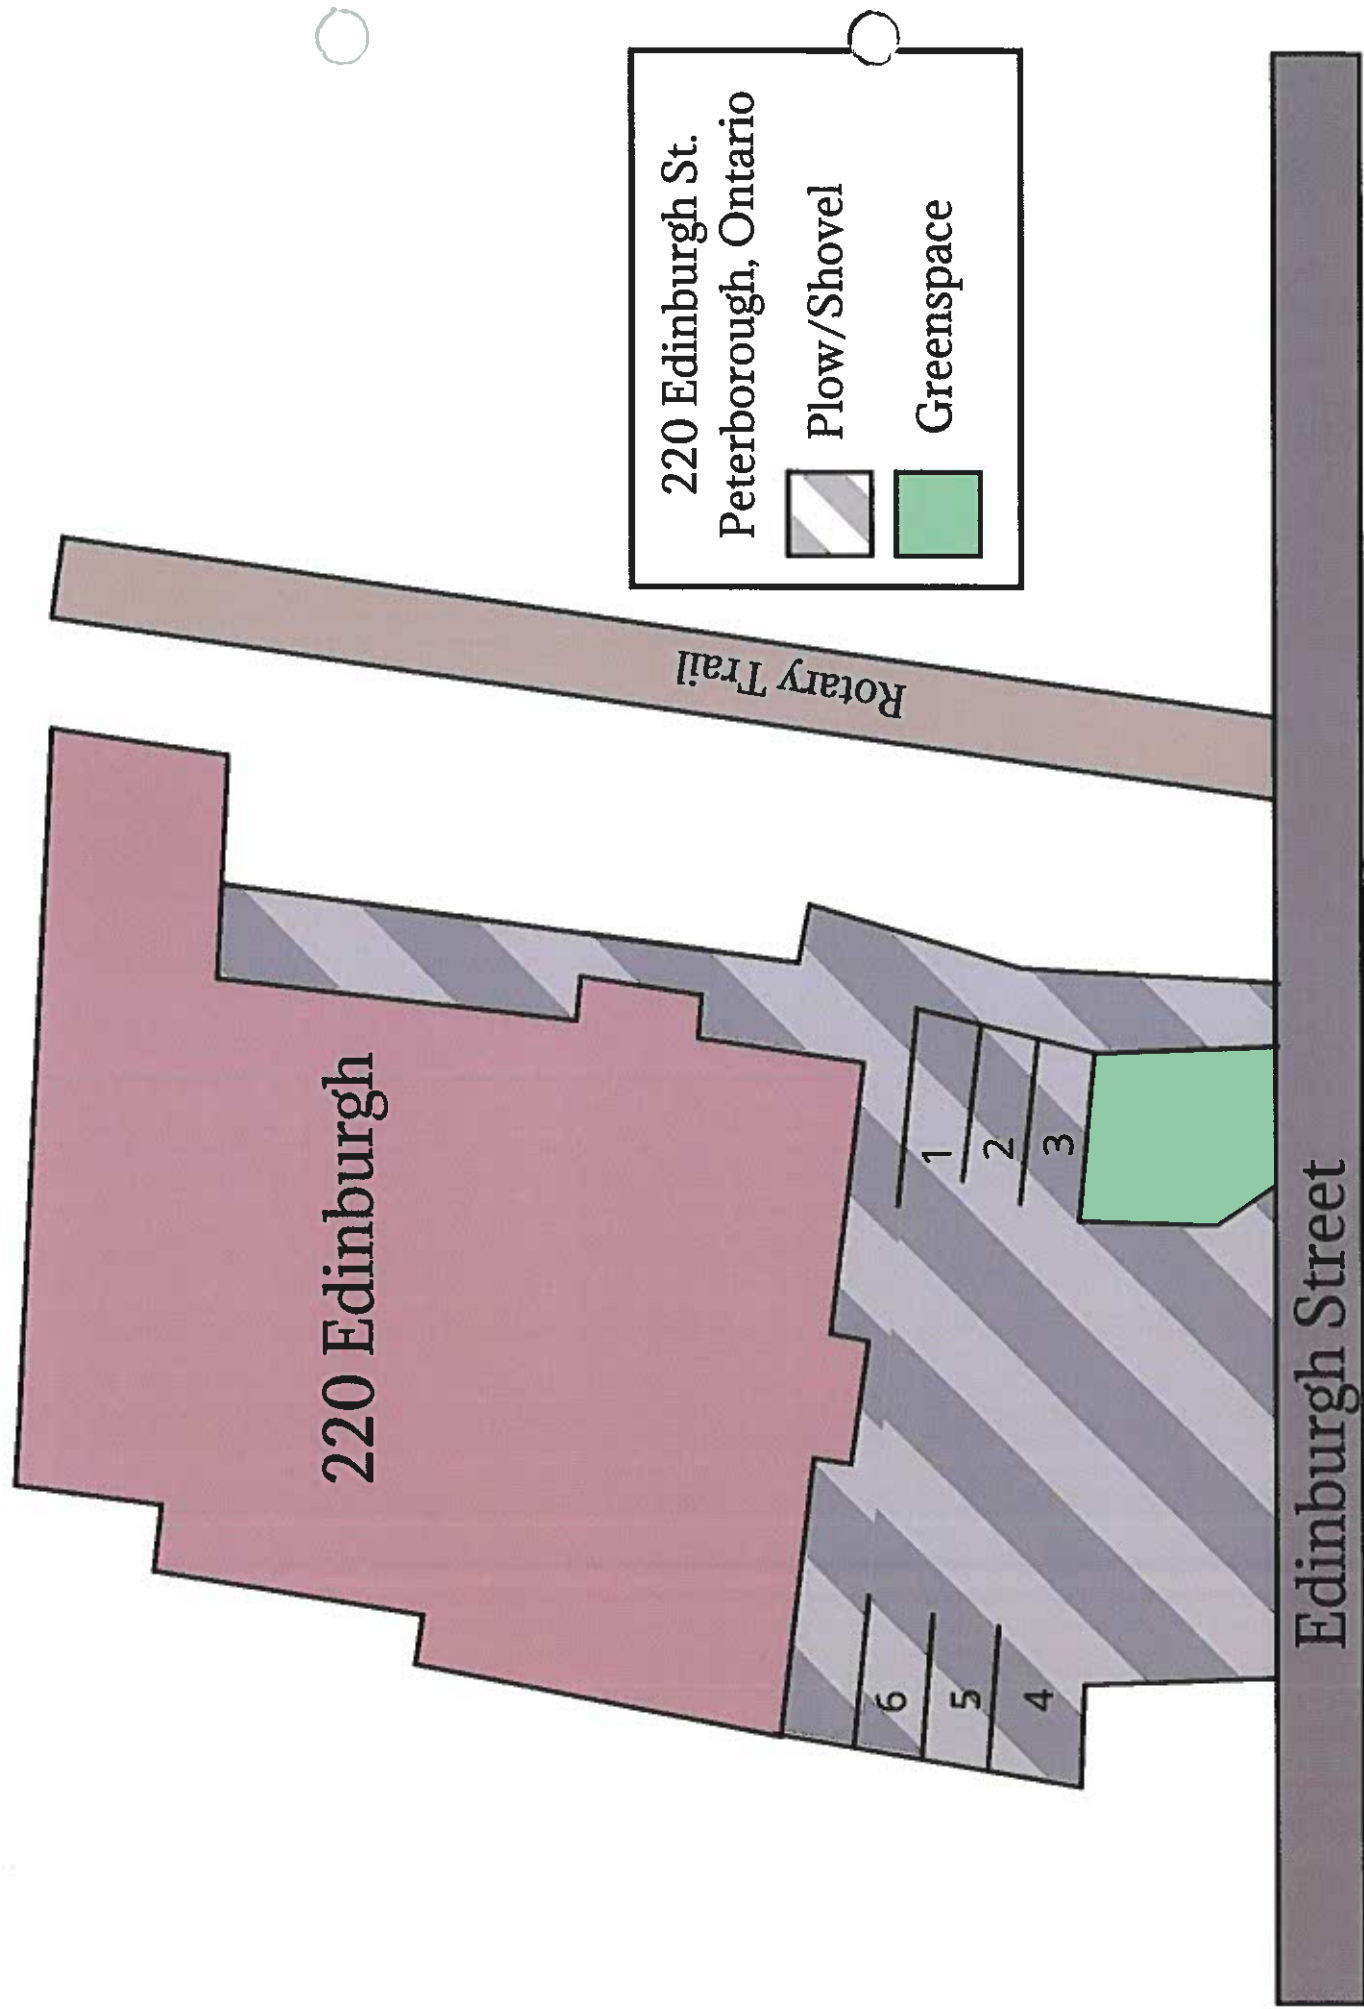 220 Edinburgh
6
5
4
1
2
3
Edinburgh Street
Rotary Trail
220 Edinburgh St.
Peterborough, Ontario
Plow/Shovel
Greenspace